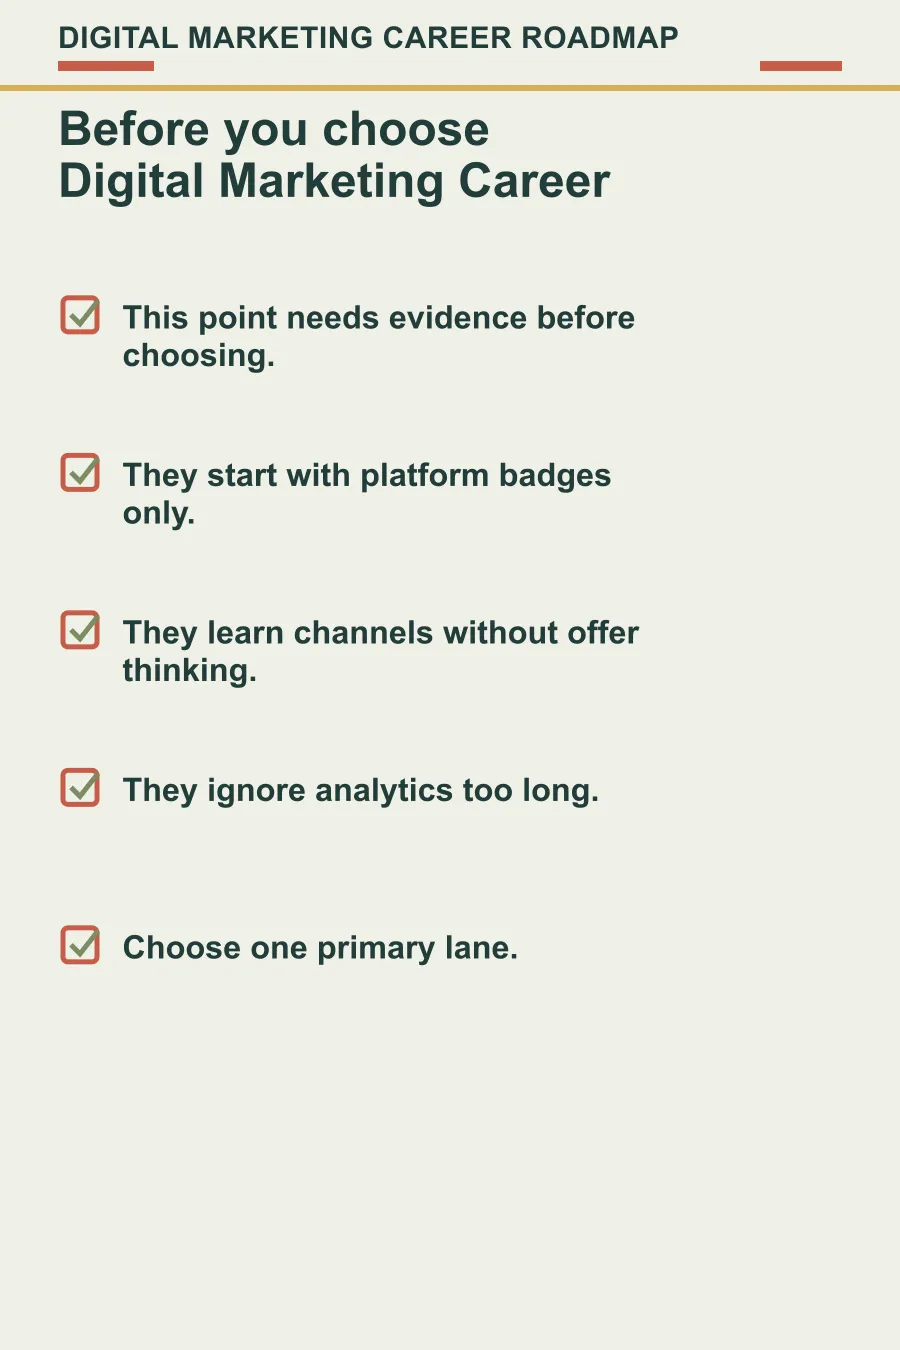 DIGITAL MARKETING CAREER ROADMAP
Before you choose
Digital Marketing Career
This point needs evidence before
choosing.
They start with platform badges
only.
They learn channels without offer
thinking.
They ignore analytics too long.
Choose one primary lane.